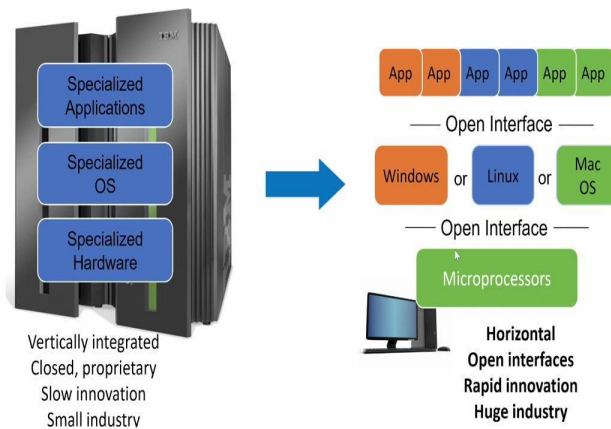 IBM
Specialized
Applications
Specialized
OS
Specialized
Hardware
Vertically integrated
Closed, proprietary
Slow innovation
Small industry
App App App App App App
Open Interface
Windows or Linux or Mac
OS
Open Interface
Microprocessors
Horizontal
Open interfaces
Rapid innovation
Huge industry